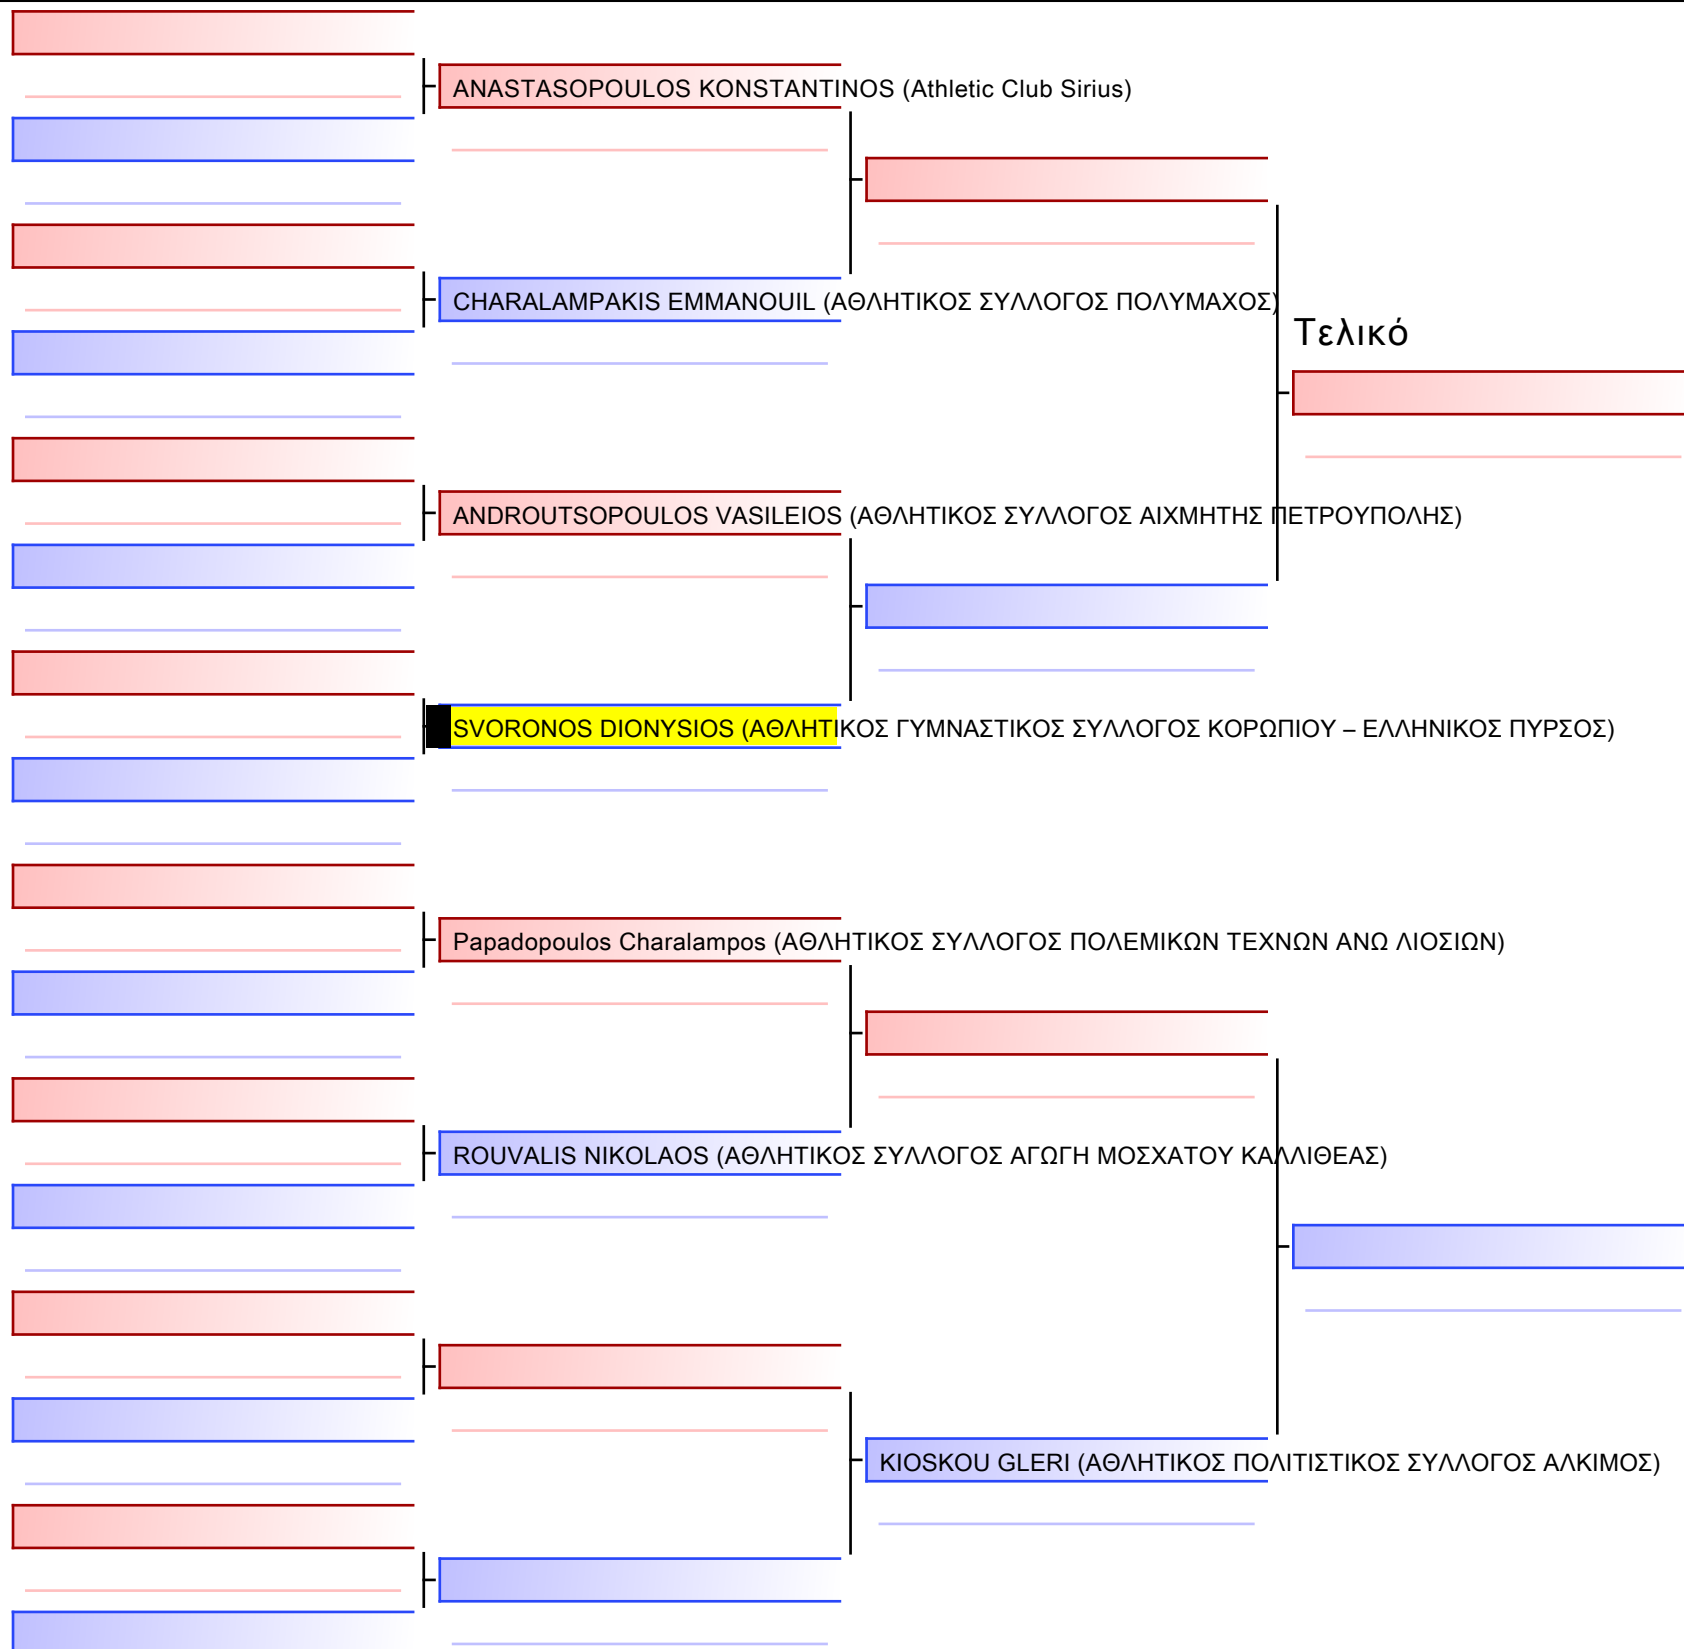 ANASTASOPOULOS KONSTANTINOS (Athletic Club Sirius)
CHARALAMPAKIS EMMANOUIL (ΑΘΛΗΤΙΚΟΣ ΣΥΛΛΟΓΟΣ ΠΟΛΥΜΑΧΟΣ)
Τελικό
ANDROUTSOPOULOS VASILEIOS (ΑΘΛΗΤΙΚΟΣ ΣΥΛΛΟΓΟΣ ΑΙΧΜΗΤΗΣ ΠΕΤΡΟΥΠΟΛΗΣ)
SVORONOS DIONYSIOS (ΑΘΛΗΤΙΚΟΣ ΓΥΜΝΑΣΤΙΚΟΣ ΣΥΛΛΟΓΟΣ ΚΟΡΩΠΙΟΥ – ΕΛΛΗΝΙΚΟΣ ΠΥΡΣΟΣ)
Papadopoulos Charalampos (ΑΘΛΗΤΙΚΟΣ ΣΥΛΛΟΓΟΣ ΠΟΛΕΜΙΚΩΝ ΤΕΧΝΩΝ ΑΝΩ ΛΙΟΣΙΩΝ)
ROUVALIS NIKOLAOS (ΑΘΛΗΤΙΚΟΣ ΣΥΛΛΟΓΟΣ ΑΓΩΓΗ ΜΟΣΧΑΤΟΥ ΚΑΛΛΙΘΕΑΣ)
KIOSKOU GLERI (ΑΘΛΗΤΙΚΟΣ ΠΟΛΙΤΙΣΤΙΚΟΣ ΣΥΛΛΟΓΟΣ ΑΛΚΙΜΟΣ)